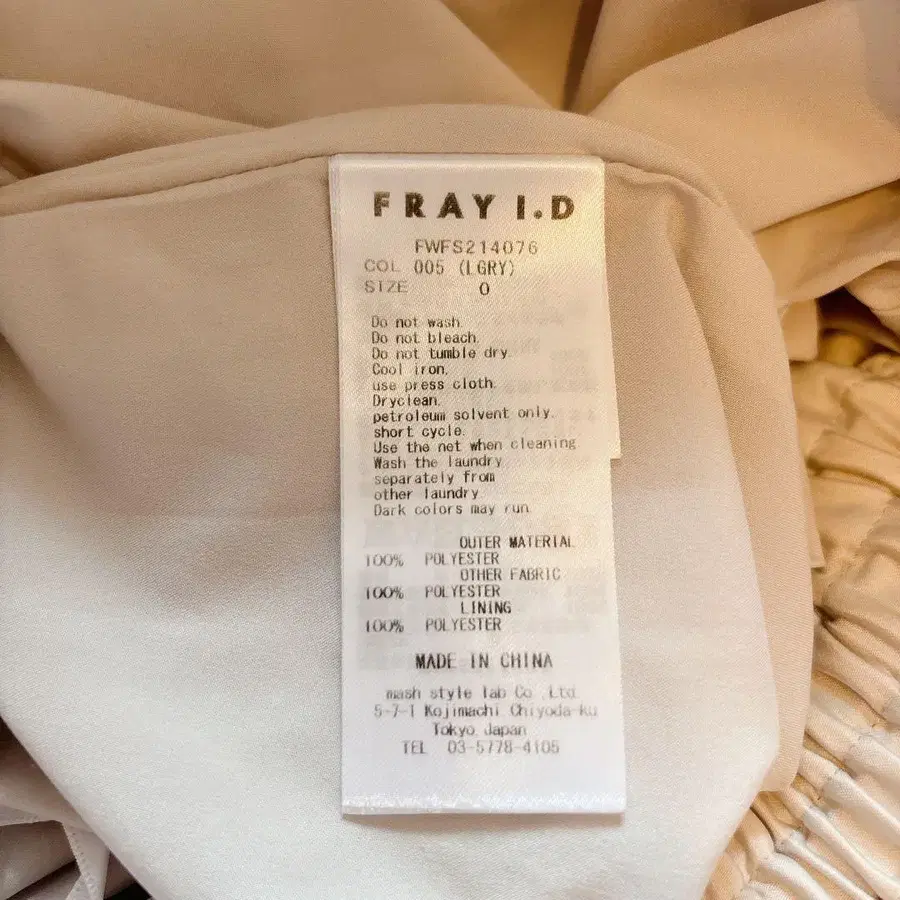 FRAY I.D
FWFS214076
COL 005 (LGRY)
SIZE 0
Do not wash.
Do not bleach.
Do not tumble dry.
Cool iron.
use press cloth.
Dryclean.
petroleum solvent only.
short cycle.
Use the net when cleaning
Wash the laundry
separately from
other laundry
Dark colors may run
OUTER MATERIAL
100% POLYESTER
OTHER FABRIC
100% POLYESTER
LINING
100% POLYESTER
MADE IN CHINA
mash style lab Co.,Ltd.
5-7-1 Kojimachi Chiyoda-ku
Tokyo,Japan
TEL 03-5778-4105